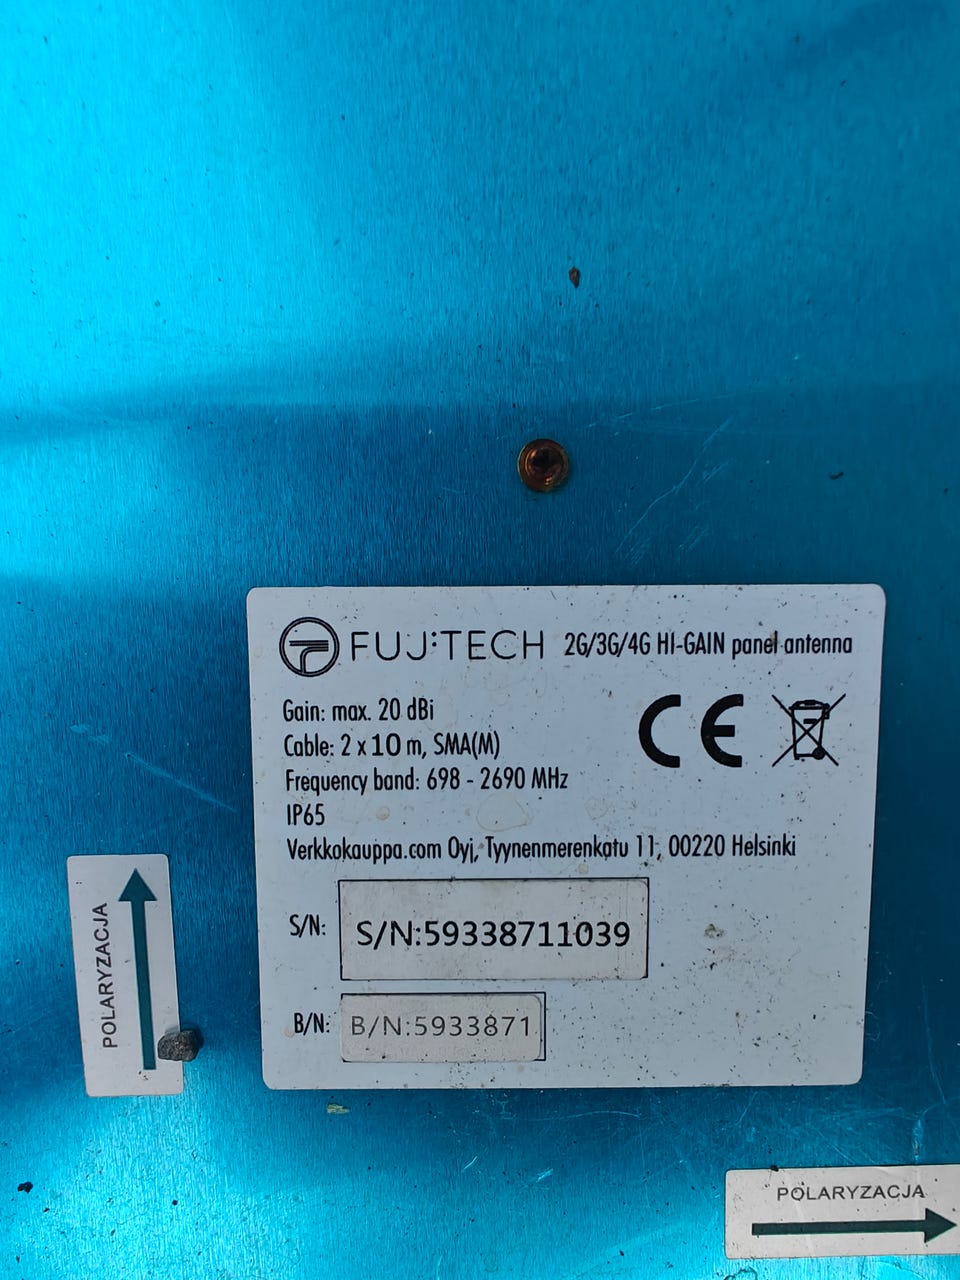 FUJ:TECH 2G/3G/4G HI-GAIN panel antenna
Gain: max. 20 dBi
Cable: 2 x 10 m, SMA(M)
Frequency band: 698 - 2690 MHz
IP65
Verkkokauppa.com Oyj, Tyynenmerenkatu 11, 00220 Helsinki
CE
S/N: S/N:59338711039
B/N: B/N:5933871
POLARYZACJA
POLARYZACJA